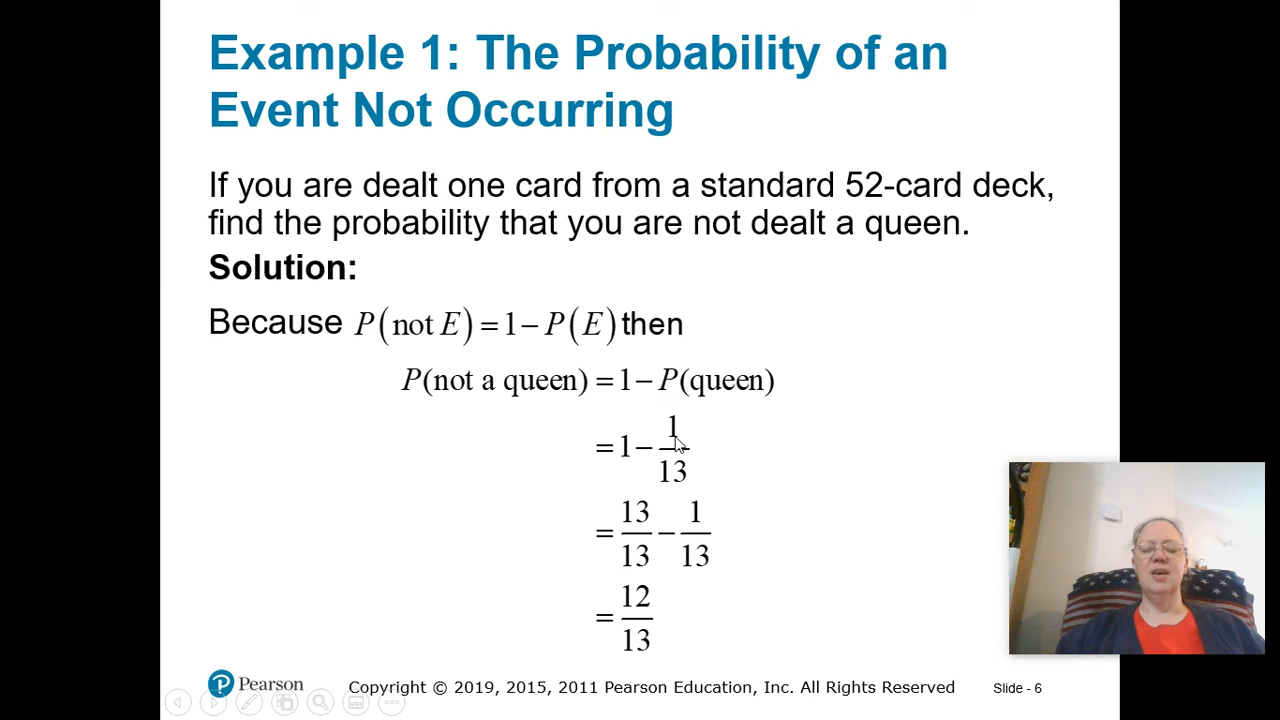 Example 1: The Probability of an
Event Not Occurring
If you are dealt one card from a standard 52-card deck,
find the probability that you are not dealt a queen.
Solution:
Because P(not E) = 1 − P(E) then
P(not a queen) = 1 − P(queen)
= 1 − 1/13
= 13/13 − 1/13
= 12/13
P Pearson Copyright © 2019, 2015, 2011 Pearson Education, Inc. All Rights Reserved Slide - 6